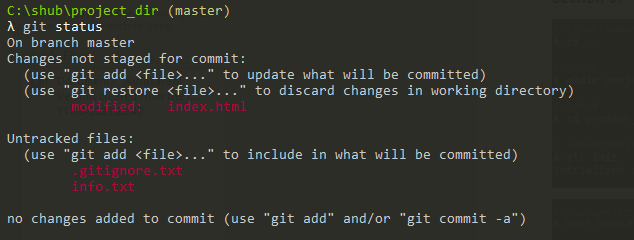 C:\shub\project_dir (master)
λ git status
On branch master
Changes not staged for commit:
  (use "git add <file>..." to update what will be committed)
  (use "git restore <file>..." to discard changes in working directory)
        modified:   index.html

Untracked files:
  (use "git add <file>..." to include in what will be committed)
        .gitignore.txt
        info.txt

no changes added to commit (use "git add" and/or "git commit -a")